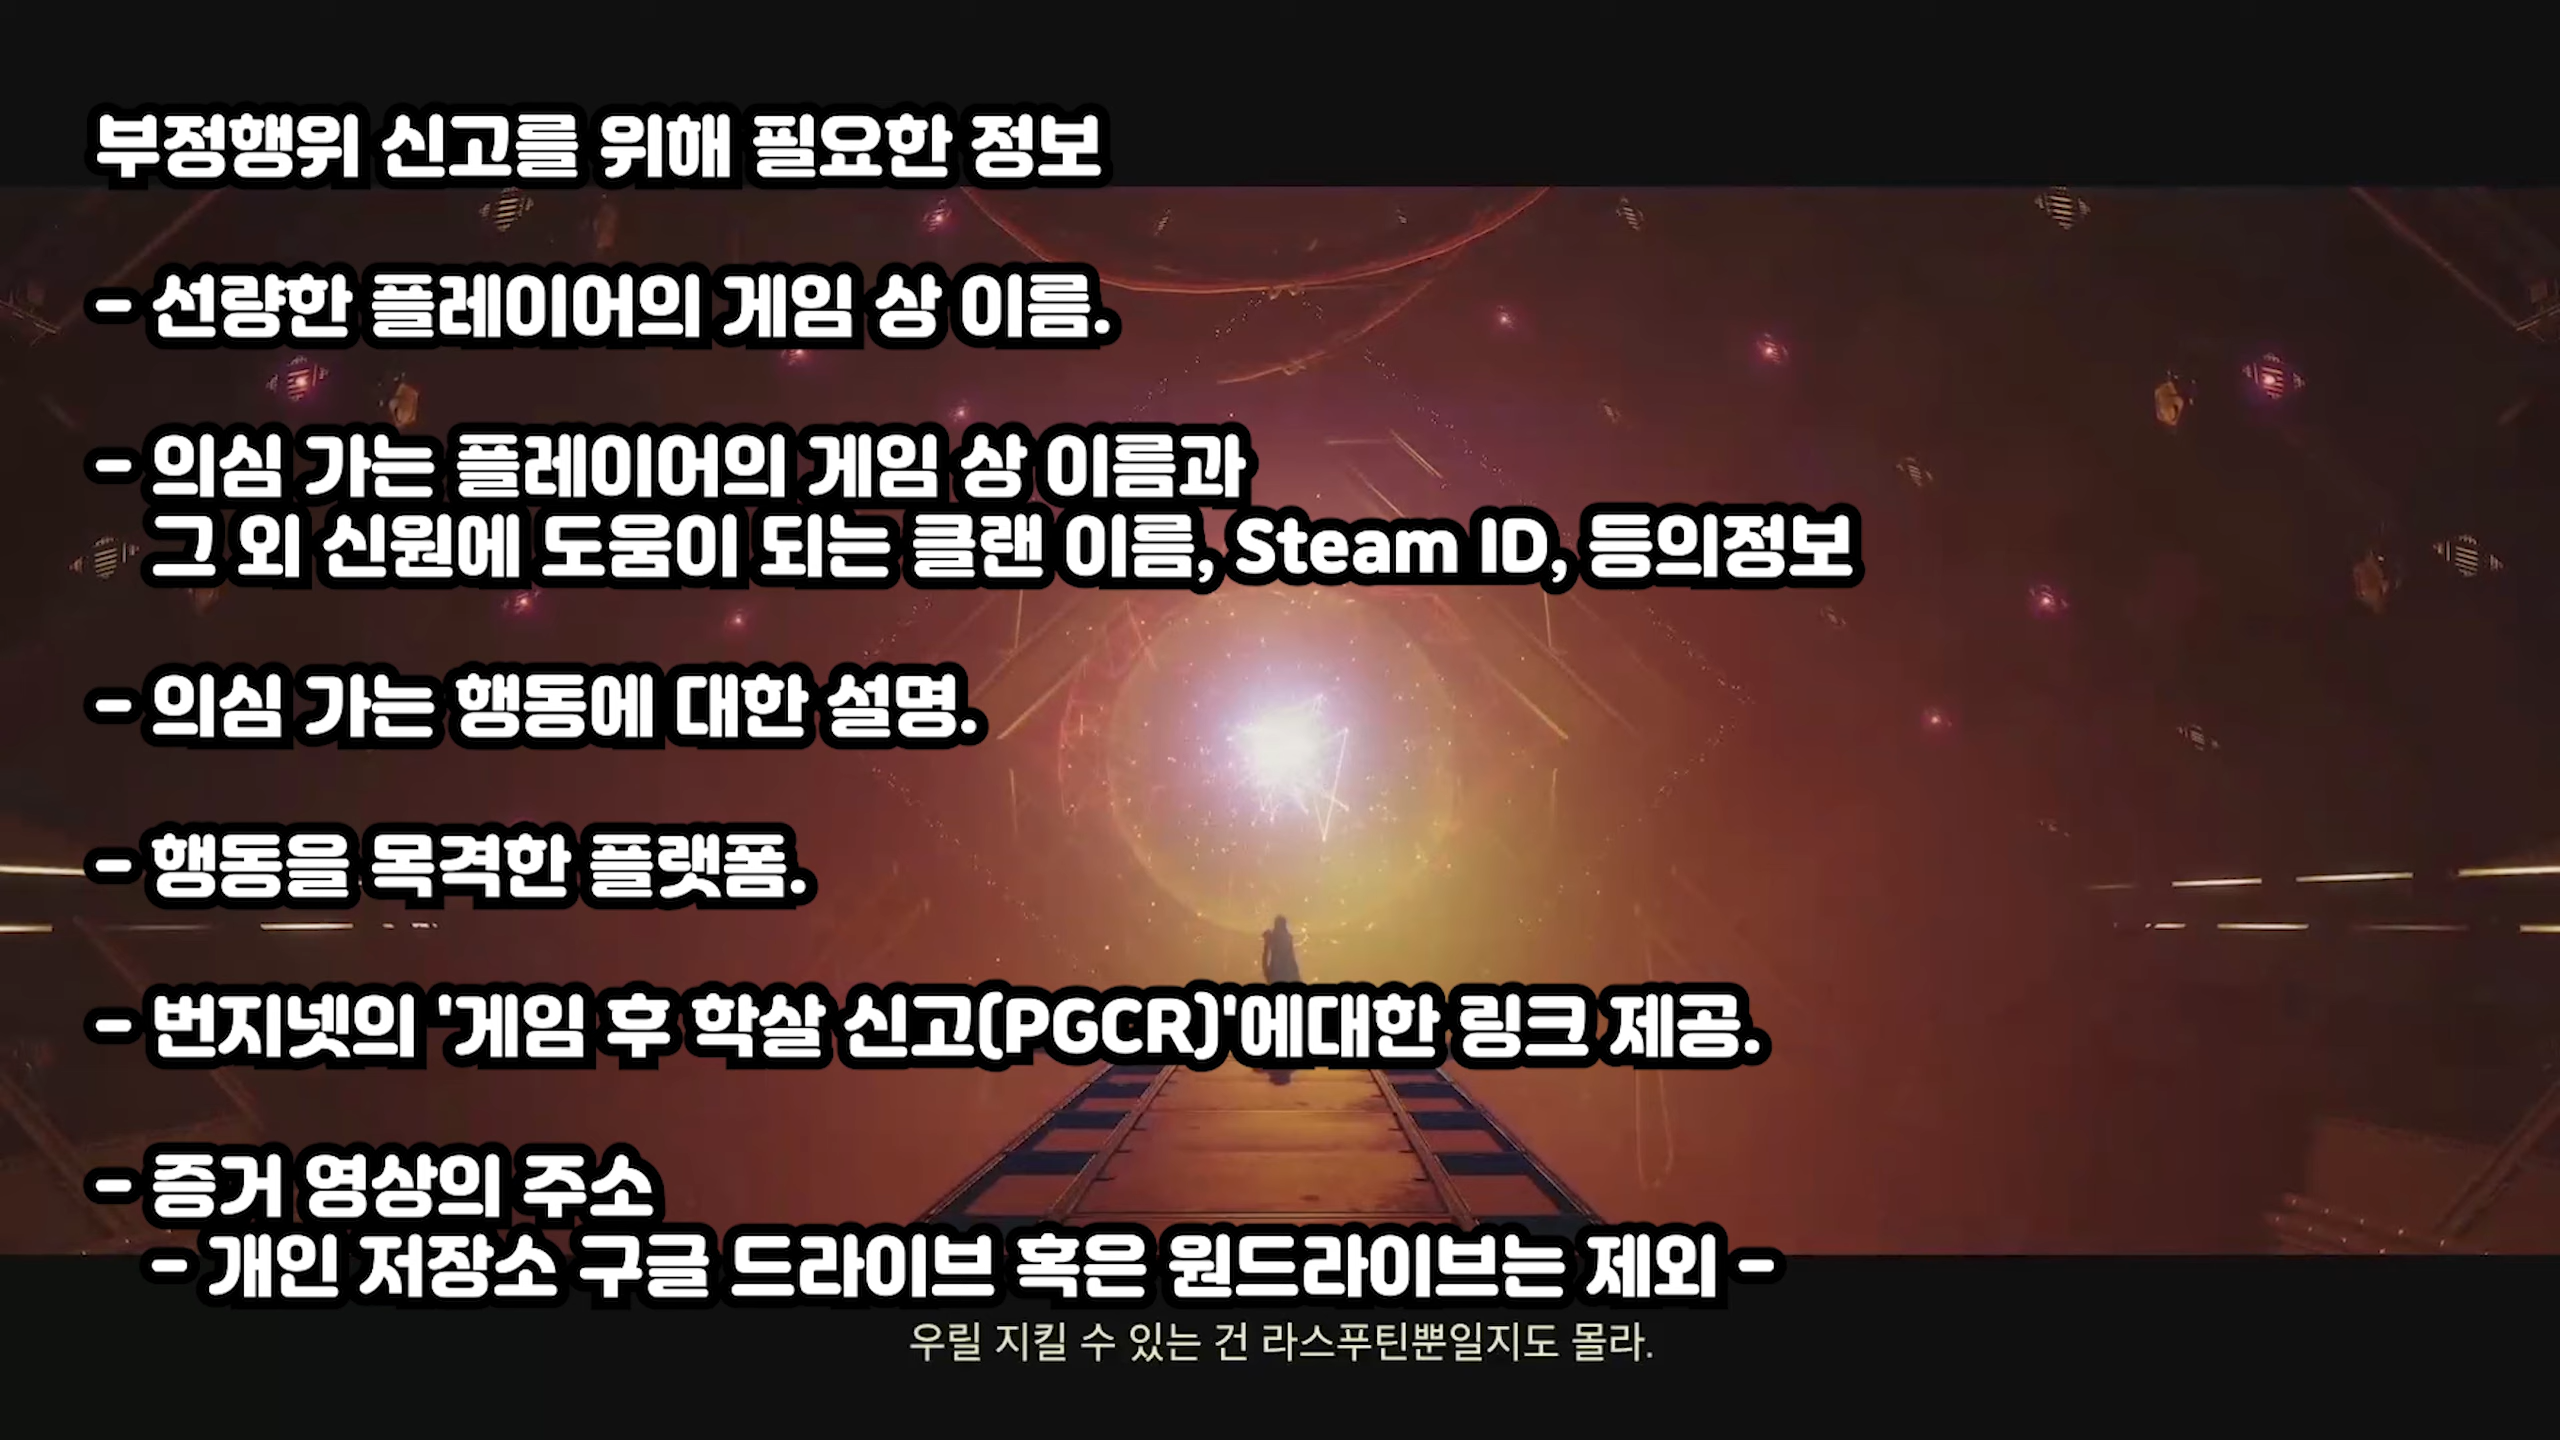 부정행위 신고를 위해 필요한 정보
- 선량한 플레이어의 게임 상 이름.
- 의심 가는 플레이어의 게임 상 이름과
그 외 신원에 도움이 되는 클랜 이름, Steam ID, 등의정보
- 의심 가는 행동에 대한 설명.
- 행동을 목격한 플랫폼.
- 번지넷의 '게임 후 학살 신고(PGCR)'에대한 링크 제공.
- 증거 영상의 주소
- 개인 저장소 구글 드라이브 혹은 원드라이브는 제외 -
우릴 지킬 수 있는 건 라스푸틴뿐일지도 몰라.